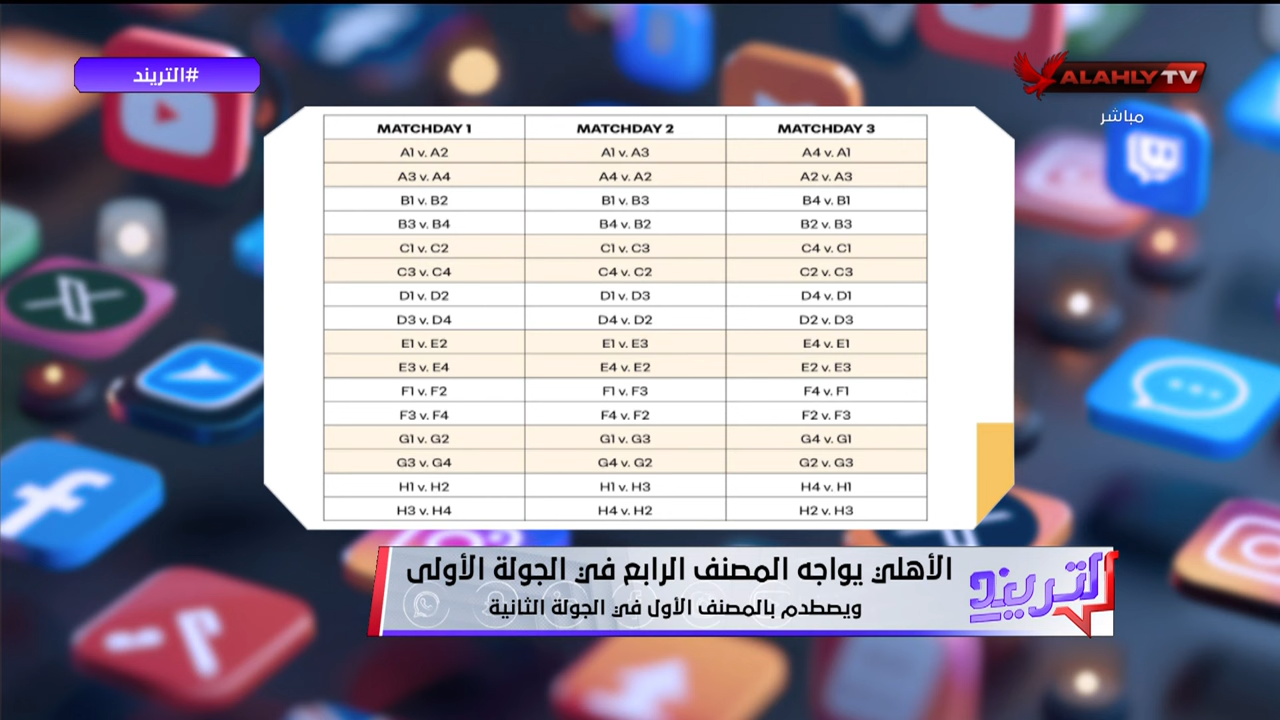 #التريند
ALAHLY TV
مباشر
MATCHDAY 1 MATCHDAY 2 MATCHDAY 3
A1 v. A2 A1 v. A3 A4 v. A1
A3 v. A4 A4 v. A2 A2 v. A3
B1 v. B2 B1 v. B3 B4 v. B1
B3 v. B4 B4 v. B2 B2 v. B3
C1 v. C2 C1 v. C3 C4 v. C1
C3 v. C4 C4 v. C2 C2 v. C3
D1 v. D2 D1 v. D3 D4 v. D1
D3 v. D4 D4 v. D2 D2 v. D3
E1 v. E2 E1 v. E3 E4 v. E1
E3 v. E4 E4 v. E2 E2 v. E3
F1 v. F2 F1 v. F3 F4 v. F1
F3 v. F4 F4 v. F2 F2 v. F3
G1 v. G2 G1 v. G3 G4 v. G1
G3 v. G4 G4 v. G2 G2 v. G3
H1 v. H2 H1 v. H3 H4 v. H1
H3 v. H4 H4 v. H2 H2 v. H3
التريند
الأهلي يواجه المصنف الرابع في الجولة الأولى
ويصطدم بالمصنف الأول في الجولة الثانية